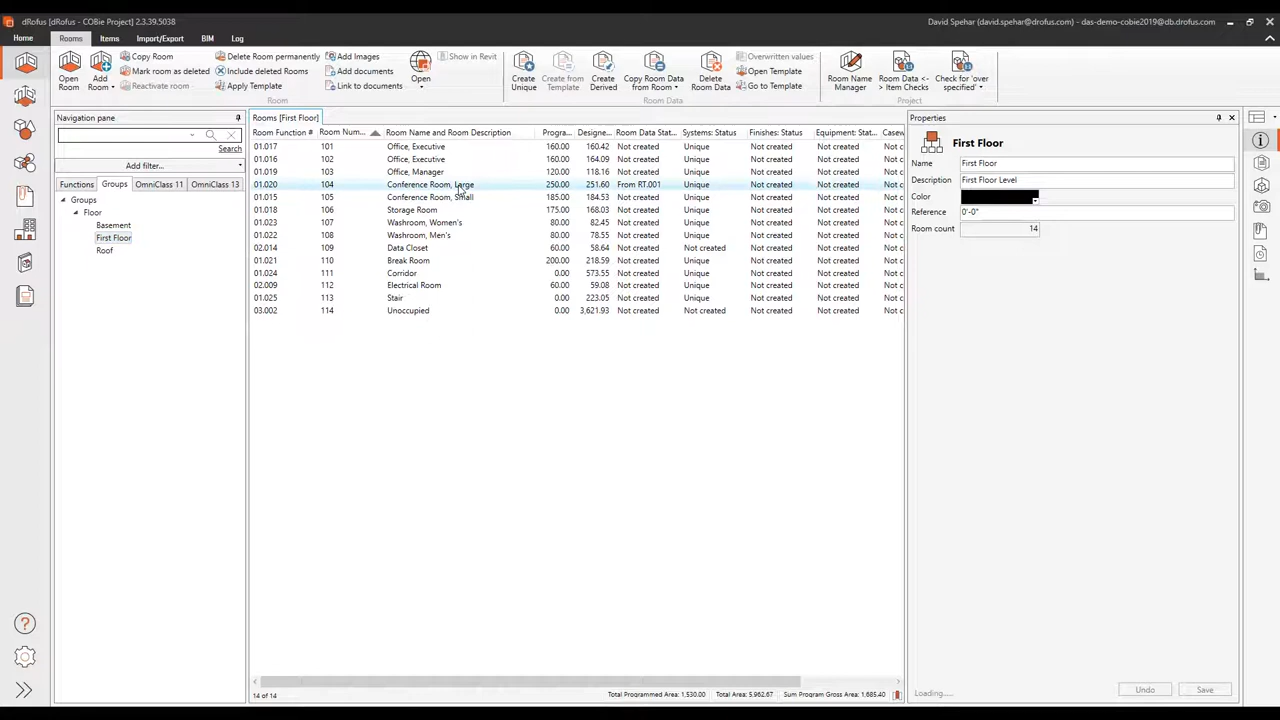 dRofus [dRofus - COBie Project] 2.3.39.5038
David Spehar (david.spehar@drofus.com) - das-demo-cobie2019@db.drofus.com
Home Rooms Items Import/Export BIM Log
Open Room
Add Room
Copy Room
Mark room as deleted
Reactivate room
Delete Room permanently
Include deleted Rooms
Apply Template
Add Images
Add documents
Link to documents
Open
Show in Revit
Room
Create Unique
Create from Template
Create Derived
Copy Room Data from Room
Delete Room Data
Overwritten values
Open Template
Go to Template
Room Data
Room Name Manager
Room Data <-> Item Checks
Check for 'over specified'
Project
Navigation pane
Search
Add filter...
Functions Groups OmniClass 11 OmniClass 13
Groups
Floor
Basement
First Floor
Roof
Rooms [First Floor]
Room Function # Room Num... Room Name and Room Description Progra... Designe... Room Data Stat... Systems: Status Finishes: Status Equipment: Status Casew
01.017 101 Office, Executive 160.00 160.42 Not created Unique Not created Not created Not c
01.016 102 Office, Executive 160.00 164.09 Not created Unique Not created Not created Not c
01.019 103 Office, Manager 120.00 118.16 Not created Unique Not created Not created Not c
01.020 104 Conference Room, Large 250.00 251.60 From RT.001 Unique Not created Not created Not c
01.015 105 Conference Room, Small 185.00 184.53 Not created Unique Not created Not created Not c
01.018 106 Storage Room 175.00 168.03 Not created Unique Not created Not created Not c
01.023 107 Washroom, Women's 80.00 82.45 Not created Unique Not created Not created Not c
01.022 108 Washroom, Men's 80.00 78.55 Not created Unique Not created Not created Not c
02.014 109 Data Closet 60.00 58.64 Not created Not created Not created Not created Not c
01.021 110 Break Room 200.00 218.59 Not created Unique Not created Not created Not c
01.024 111 Corridor 0.00 573.55 Not created Unique Not created Not created Not c
02.009 112 Electrical Room 60.00 59.08 Not created Unique Not created Not created Not c
01.025 113 Stair 0.00 223.05 Not created Unique Not created Not created Not c
03.002 114 Unoccupied 0.00 3,621.93 Not created Not created Not created Not created Not c
14 of 14
Total Programmed Area: 1,530.00 Total Area: 5,962.67 Sum Program Gross Area: 1,685.40
Properties
First Floor
Name First Floor
Description First Floor Level
Color
Reference 0'-0"
Room count 14
Loading.....
Undo Save